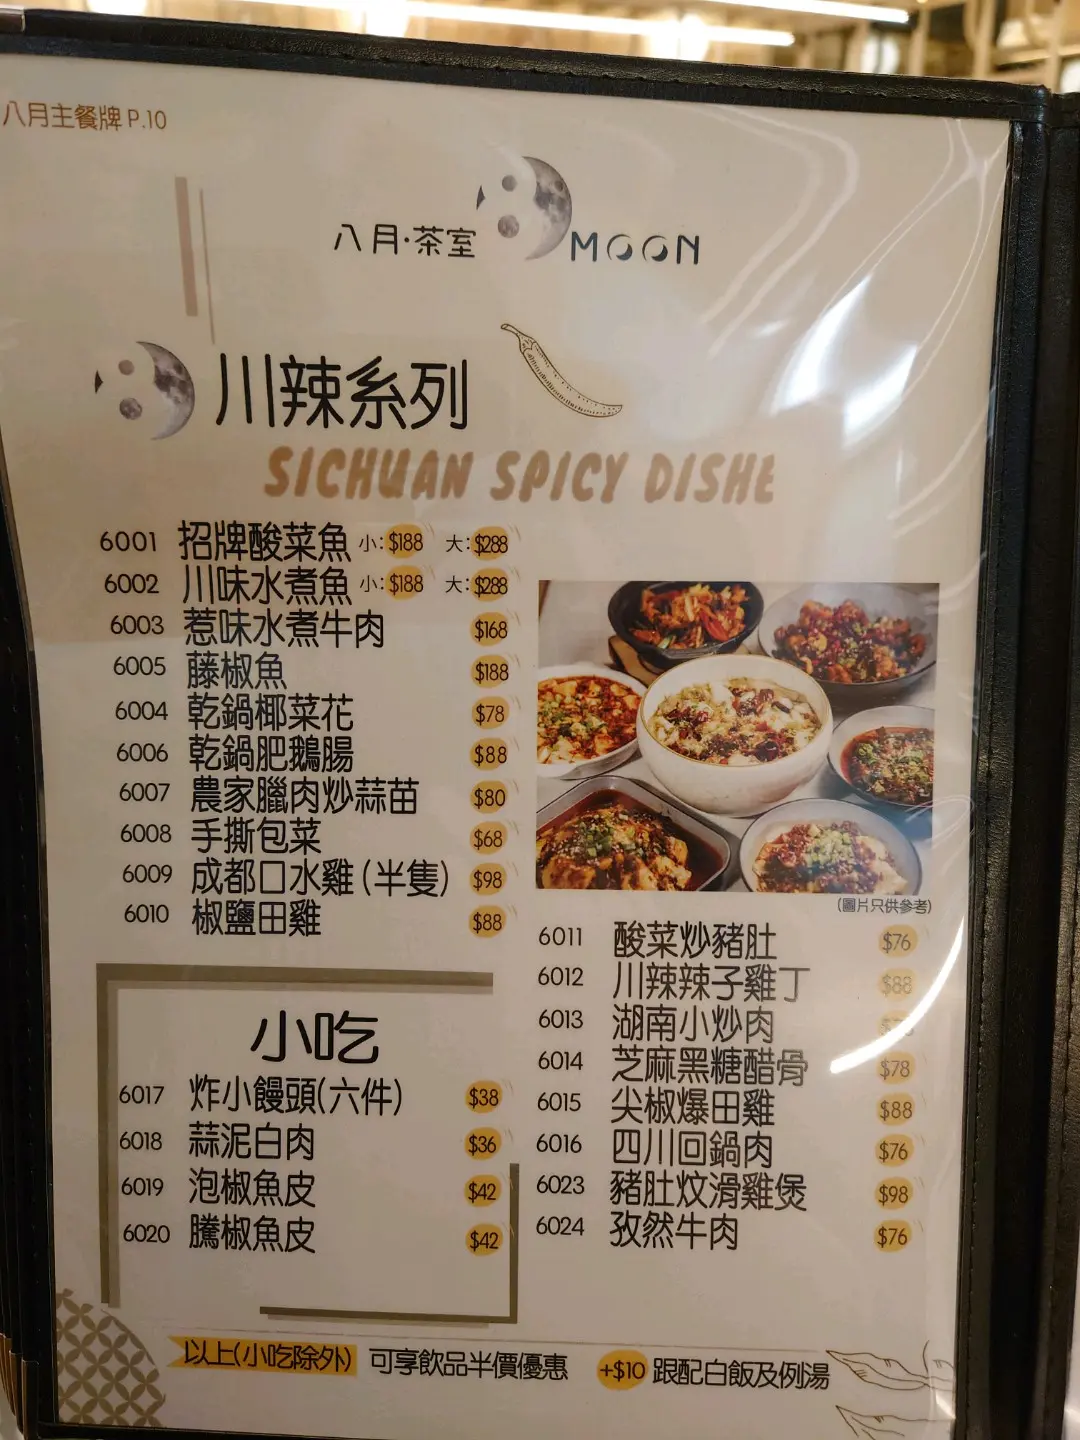 八月主餐牌 P.10
八月·茶室 MOON
川辣系列
SICHUAN SPICY DISHE
6001 招牌酸菜魚 小:$188 大:$288
6002 川味水煮魚 小:$188 大:$288
6003 惹味水煮牛肉 $168
6005 藤椒魚 $188
6004 乾鍋椰菜花 $78
6006 乾鍋肥鵝腸 $88
6007 農家臘肉炒蒜苗 $80
6008 手撕包菜 $68
6009 成都口水雞(半隻) $98
6010 椒鹽田雞 $88
(圖片只供參考)
6011 酸菜炒豬肚 $76
6012 川辣辣子雞丁 $88
6013 湖南小炒肉
6014 芝麻黑糖醋骨 $78
6015 尖椒爆田雞 $88
6016 四川回鍋肉 $76
6023 豬肚炆滑雞煲 $98
6024 孜然牛肉 $76
小吃
6017 炸小饅頭(六件) $38
6018 蒜泥白肉 $36
6019 泡椒魚皮 $42
6020 騰椒魚皮 $42
以上(小吃除外) 可享飲品半價優惠 +$10 跟配白飯及例湯